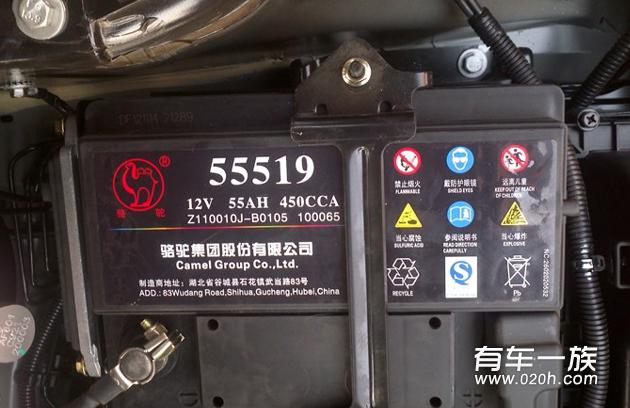 DF121114 21289
55519
12V 55AH 450CCA
Z110010J-B0105 100065
骆驼
®
骆驼集团股份有限公司
Camel Group Co.,Ltd.
制造商地址：湖北省谷城县石花镇武当路83号
ADD.: 83Wudang Road,Shihua,Gucheng,Hubei,China
禁止烟火
FLAMMABLE
戴防护眼镜
SHIELD EYES
远离儿童
KEEP OUT OF REACH
OF CHILDREN
当心腐蚀
SULFURIC ACID
参阅说明书
READ DIRECTION
CAREFULLY
当心爆炸
EXPLOSIVE
RECYCLE
Pb
有车一族
www.020h.com